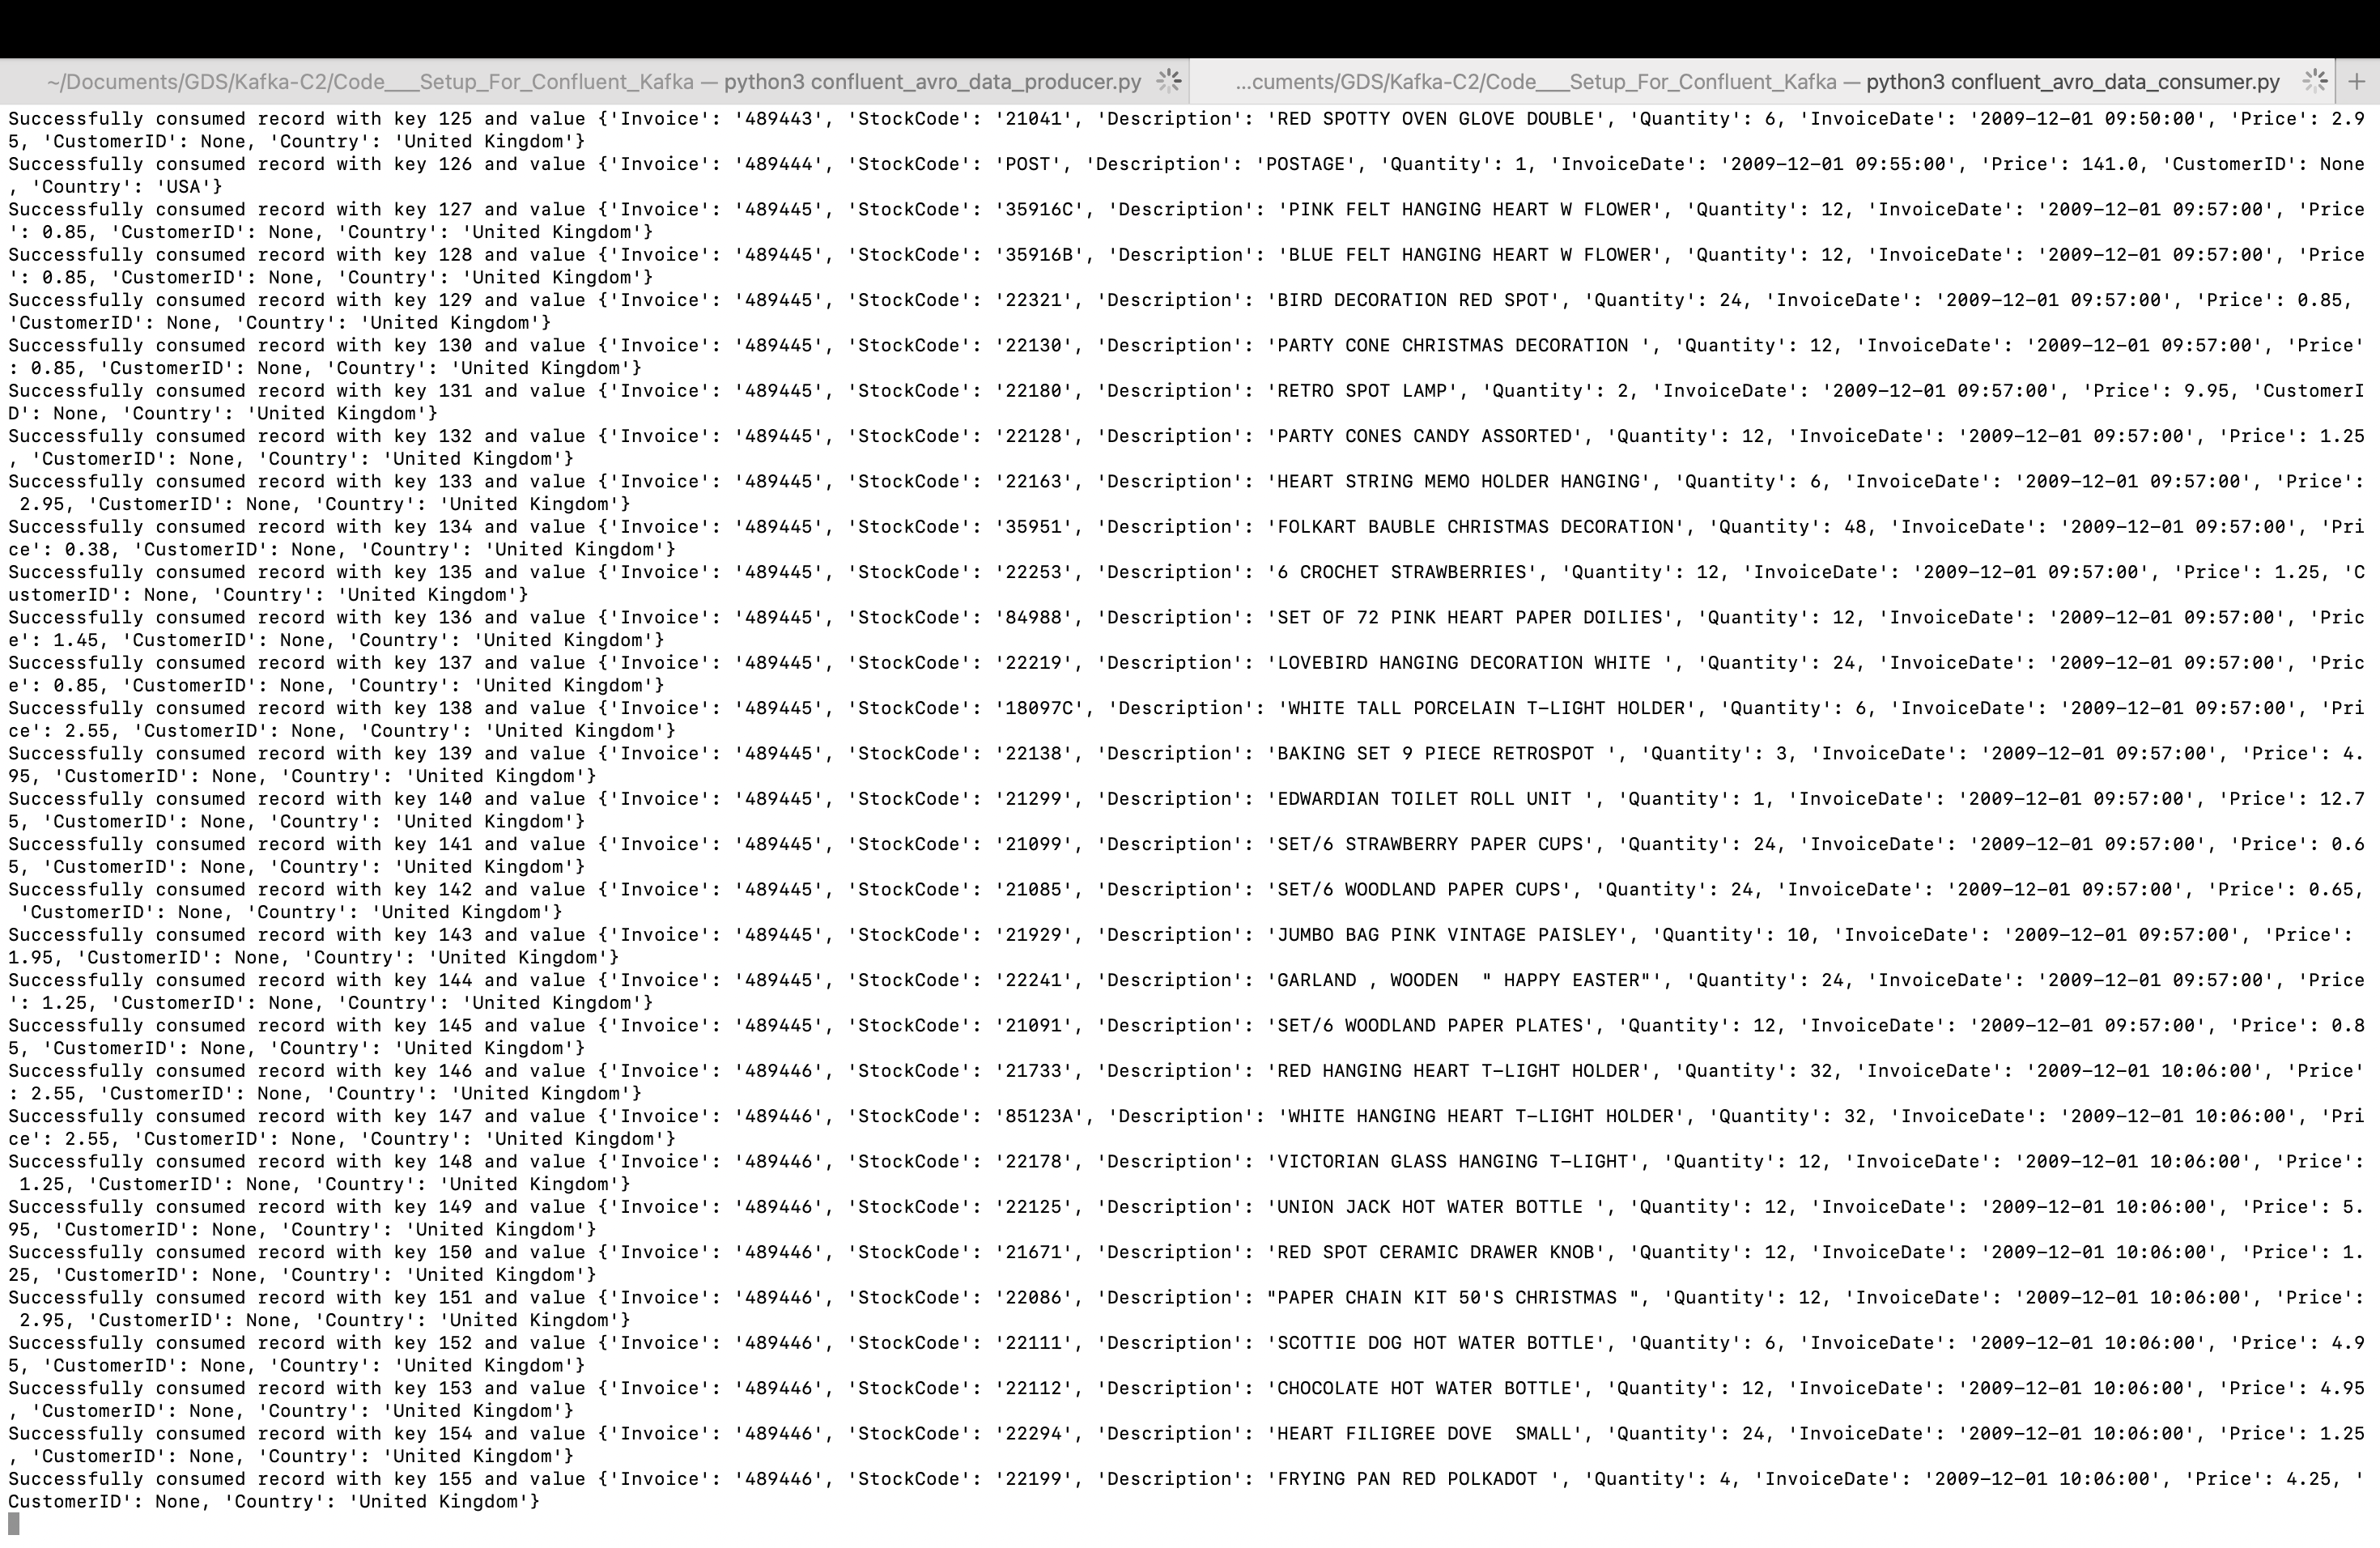 ~/Documents/GDS/Kafka-C2/Code___Setup_For_Confluent_Kafka — python3 confluent_avro_data_producer.py
...cuments/GDS/Kafka-C2/Code___Setup_For_Confluent_Kafka — python3 confluent_avro_data_consumer.py
+
Successfully consumed record with key 125 and value {'Invoice': '489443', 'StockCode': '21041', 'Description': 'RED SPOTTY OVEN GLOVE DOUBLE', 'Quantity': 6, 'InvoiceDate': '2009-12-01 09:50:00', 'Price': 2.9
5, 'CustomerID': None, 'Country': 'United Kingdom'}
Successfully consumed record with key 126 and value {'Invoice': '489444', 'StockCode': 'POST', 'Description': 'POSTAGE', 'Quantity': 1, 'InvoiceDate': '2009-12-01 09:55:00', 'Price': 141.0, 'CustomerID': None
, 'Country': 'USA'}
Successfully consumed record with key 127 and value {'Invoice': '489445', 'StockCode': '35916C', 'Description': 'PINK FELT HANGING HEART W FLOWER', 'Quantity': 12, 'InvoiceDate': '2009-12-01 09:57:00', 'Price
': 0.85, 'CustomerID': None, 'Country': 'United Kingdom'}
Successfully consumed record with key 128 and value {'Invoice': '489445', 'StockCode': '35916B', 'Description': 'BLUE FELT HANGING HEART W FLOWER', 'Quantity': 12, 'InvoiceDate': '2009-12-01 09:57:00', 'Price
': 0.85, 'CustomerID': None, 'Country': 'United Kingdom'}
Successfully consumed record with key 129 and value {'Invoice': '489445', 'StockCode': '22321', 'Description': 'BIRD DECORATION RED SPOT', 'Quantity': 24, 'InvoiceDate': '2009-12-01 09:57:00', 'Price': 0.85,
'CustomerID': None, 'Country': 'United Kingdom'}
Successfully consumed record with key 130 and value {'Invoice': '489445', 'StockCode': '22130', 'Description': 'PARTY CONE CHRISTMAS DECORATION ', 'Quantity': 12, 'InvoiceDate': '2009-12-01 09:57:00', 'Price'
: 0.85, 'CustomerID': None, 'Country': 'United Kingdom'}
Successfully consumed record with key 131 and value {'Invoice': '489445', 'StockCode': '22180', 'Description': 'RETRO SPOT LAMP', 'Quantity': 2, 'InvoiceDate': '2009-12-01 09:57:00', 'Price': 9.95, 'CustomerI
D': None, 'Country': 'United Kingdom'}
Successfully consumed record with key 132 and value {'Invoice': '489445', 'StockCode': '22128', 'Description': 'PARTY CONES CANDY ASSORTED', 'Quantity': 12, 'InvoiceDate': '2009-12-01 09:57:00', 'Price': 1.25
, 'CustomerID': None, 'Country': 'United Kingdom'}
Successfully consumed record with key 133 and value {'Invoice': '489445', 'StockCode': '22163', 'Description': 'HEART STRING MEMO HOLDER HANGING', 'Quantity': 6, 'InvoiceDate': '2009-12-01 09:57:00', 'Price':
 2.95, 'CustomerID': None, 'Country': 'United Kingdom'}
Successfully consumed record with key 134 and value {'Invoice': '489445', 'StockCode': '35951', 'Description': 'FOLKART BAUBLE CHRISTMAS DECORATION', 'Quantity': 48, 'InvoiceDate': '2009-12-01 09:57:00', 'Pri
ce': 0.38, 'CustomerID': None, 'Country': 'United Kingdom'}
Successfully consumed record with key 135 and value {'Invoice': '489445', 'StockCode': '22253', 'Description': '6 CROCHET STRAWBERRIES', 'Quantity': 12, 'InvoiceDate': '2009-12-01 09:57:00', 'Price': 1.25, 'C
ustomerID': None, 'Country': 'United Kingdom'}
Successfully consumed record with key 136 and value {'Invoice': '489445', 'StockCode': '84988', 'Description': 'SET OF 72 PINK HEART PAPER DOILIES', 'Quantity': 12, 'InvoiceDate': '2009-12-01 09:57:00', 'Pric
e': 1.45, 'CustomerID': None, 'Country': 'United Kingdom'}
Successfully consumed record with key 137 and value {'Invoice': '489445', 'StockCode': '22219', 'Description': 'LOVEBIRD HANGING DECORATION WHITE ', 'Quantity': 24, 'InvoiceDate': '2009-12-01 09:57:00', 'Pric
e': 0.85, 'CustomerID': None, 'Country': 'United Kingdom'}
Successfully consumed record with key 138 and value {'Invoice': '489445', 'StockCode': '18097C', 'Description': 'WHITE TALL PORCELAIN T-LIGHT HOLDER', 'Quantity': 6, 'InvoiceDate': '2009-12-01 09:57:00', 'Pri
ce': 2.55, 'CustomerID': None, 'Country': 'United Kingdom'}
Successfully consumed record with key 139 and value {'Invoice': '489445', 'StockCode': '22138', 'Description': 'BAKING SET 9 PIECE RETROSPOT ', 'Quantity': 3, 'InvoiceDate': '2009-12-01 09:57:00', 'Price': 4.
95, 'CustomerID': None, 'Country': 'United Kingdom'}
Successfully consumed record with key 140 and value {'Invoice': '489445', 'StockCode': '21299', 'Description': 'EDWARDIAN TOILET ROLL UNIT ', 'Quantity': 1, 'InvoiceDate': '2009-12-01 09:57:00', 'Price': 12.7
5, 'CustomerID': None, 'Country': 'United Kingdom'}
Successfully consumed record with key 141 and value {'Invoice': '489445', 'StockCode': '21099', 'Description': 'SET/6 STRAWBERRY PAPER CUPS', 'Quantity': 24, 'InvoiceDate': '2009-12-01 09:57:00', 'Price': 0.6
5, 'CustomerID': None, 'Country': 'United Kingdom'}
Successfully consumed record with key 142 and value {'Invoice': '489445', 'StockCode': '21085', 'Description': 'SET/6 WOODLAND PAPER CUPS', 'Quantity': 24, 'InvoiceDate': '2009-12-01 09:57:00', 'Price': 0.65,
 'CustomerID': None, 'Country': 'United Kingdom'}
Successfully consumed record with key 143 and value {'Invoice': '489445', 'StockCode': '21929', 'Description': 'JUMBO BAG PINK VINTAGE PAISLEY', 'Quantity': 10, 'InvoiceDate': '2009-12-01 09:57:00', 'Price':
1.95, 'CustomerID': None, 'Country': 'United Kingdom'}
Successfully consumed record with key 144 and value {'Invoice': '489445', 'StockCode': '22241', 'Description': 'GARLAND , WOODEN  " HAPPY EASTER"', 'Quantity': 24, 'InvoiceDate': '2009-12-01 09:57:00', 'Price
': 1.25, 'CustomerID': None, 'Country': 'United Kingdom'}
Successfully consumed record with key 145 and value {'Invoice': '489445', 'StockCode': '21091', 'Description': 'SET/6 WOODLAND PAPER PLATES', 'Quantity': 12, 'InvoiceDate': '2009-12-01 09:57:00', 'Price': 0.8
5, 'CustomerID': None, 'Country': 'United Kingdom'}
Successfully consumed record with key 146 and value {'Invoice': '489446', 'StockCode': '21733', 'Description': 'RED HANGING HEART T-LIGHT HOLDER', 'Quantity': 32, 'InvoiceDate': '2009-12-01 10:06:00', 'Price'
: 2.55, 'CustomerID': None, 'Country': 'United Kingdom'}
Successfully consumed record with key 147 and value {'Invoice': '489446', 'StockCode': '85123A', 'Description': 'WHITE HANGING HEART T-LIGHT HOLDER', 'Quantity': 32, 'InvoiceDate': '2009-12-01 10:06:00', 'Pri
ce': 2.55, 'CustomerID': None, 'Country': 'United Kingdom'}
Successfully consumed record with key 148 and value {'Invoice': '489446', 'StockCode': '22178', 'Description': 'VICTORIAN GLASS HANGING T-LIGHT', 'Quantity': 12, 'InvoiceDate': '2009-12-01 10:06:00', 'Price':
 1.25, 'CustomerID': None, 'Country': 'United Kingdom'}
Successfully consumed record with key 149 and value {'Invoice': '489446', 'StockCode': '22125', 'Description': 'UNION JACK HOT WATER BOTTLE ', 'Quantity': 12, 'InvoiceDate': '2009-12-01 10:06:00', 'Price': 5.
95, 'CustomerID': None, 'Country': 'United Kingdom'}
Successfully consumed record with key 150 and value {'Invoice': '489446', 'StockCode': '21671', 'Description': 'RED SPOT CERAMIC DRAWER KNOB', 'Quantity': 12, 'InvoiceDate': '2009-12-01 10:06:00', 'Price': 1.
25, 'CustomerID': None, 'Country': 'United Kingdom'}
Successfully consumed record with key 151 and value {'Invoice': '489446', 'StockCode': '22086', 'Description': "PAPER CHAIN KIT 50'S CHRISTMAS ", 'Quantity': 12, 'InvoiceDate': '2009-12-01 10:06:00', 'Price':
 2.95, 'CustomerID': None, 'Country': 'United Kingdom'}
Successfully consumed record with key 152 and value {'Invoice': '489446', 'StockCode': '22111', 'Description': 'SCOTTIE DOG HOT WATER BOTTLE', 'Quantity': 6, 'InvoiceDate': '2009-12-01 10:06:00', 'Price': 4.9
5, 'CustomerID': None, 'Country': 'United Kingdom'}
Successfully consumed record with key 153 and value {'Invoice': '489446', 'StockCode': '22112', 'Description': 'CHOCOLATE HOT WATER BOTTLE', 'Quantity': 12, 'InvoiceDate': '2009-12-01 10:06:00', 'Price': 4.95
, 'CustomerID': None, 'Country': 'United Kingdom'}
Successfully consumed record with key 154 and value {'Invoice': '489446', 'StockCode': '22294', 'Description': 'HEART FILIGREE DOVE  SMALL', 'Quantity': 24, 'InvoiceDate': '2009-12-01 10:06:00', 'Price': 1.25
, 'CustomerID': None, 'Country': 'United Kingdom'}
Successfully consumed record with key 155 and value {'Invoice': '489446', 'StockCode': '22199', 'Description': 'FRYING PAN RED POLKADOT ', 'Quantity': 4, 'InvoiceDate': '2009-12-01 10:06:00', 'Price': 4.25, '
CustomerID': None, 'Country': 'United Kingdom'}